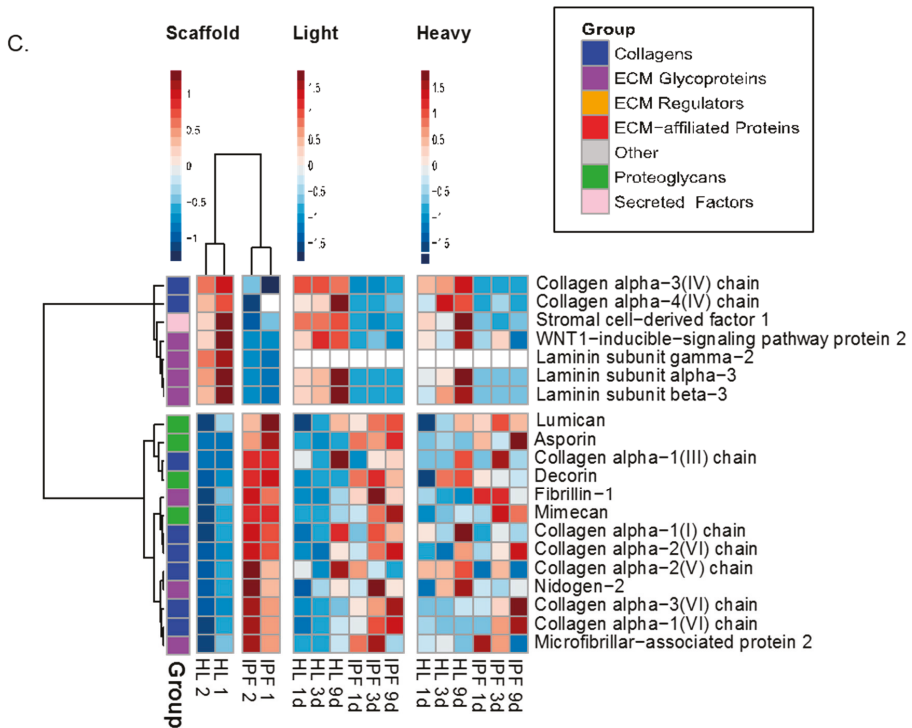 C.
Scaffold Light Heavy
Group
Collagens
ECM Glycoproteins
ECM Regulators
ECM-affiliated Proteins
Other
Proteoglycans
Secreted Factors
1
0.5
0
-0.5
-1
1.5
1
0.5
0
-0.5
-1
-1.5
1.5
1
0.5
0
-0.5
-1
-1.5
Collagen alpha-3(IV) chain
Collagen alpha-4(IV) chain
Stromal cell-derived factor 1
WNT1-inducible-signaling pathway protein 2
Laminin subunit gamma-2
Laminin subunit alpha-3
Laminin subunit beta-3
Lumican
Asporin
Collagen alpha-1(III) chain
Decorin
Fibrillin-1
Mimecan
Collagen alpha-1(I) chain
Collagen alpha-2(VI) chain
Collagen alpha-2(V) chain
Nidogen-2
Collagen alpha-3(VI) chain
Collagen alpha-1(VI) chain
Microfibrillar-associated protein 2
Group
HL 2
HL 1
IPF 2
IPF 1
HL 1d
HL 3d
HL 9d
IPF 1d
IPF 3d
IPF 9d
HL 1d
HL 3d
HL 9d
IPF 1d
IPF 3d
IPF 9d